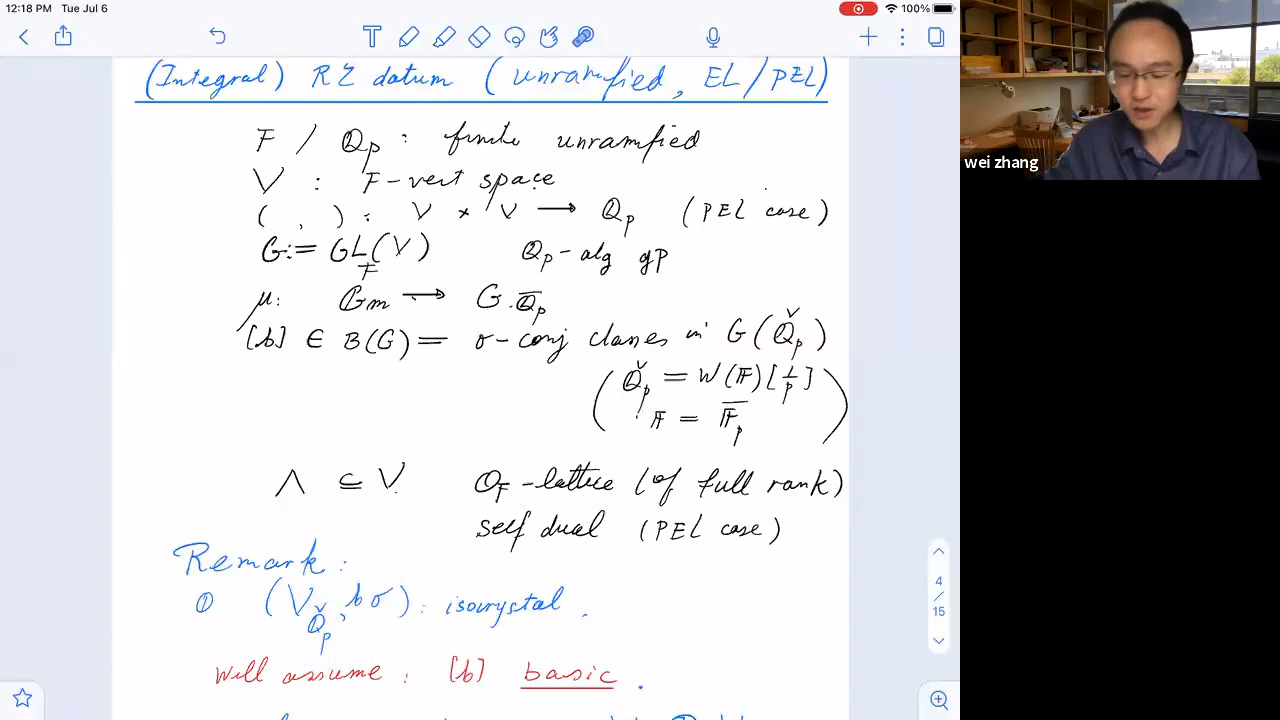 12:18 PM Tue Jul 6
100%
(Integral) RZ datum (unramified, EL/PEL)
F / ℚp : finite unramified
V : F-vect space
( , ) : V × V → ℚp (PEL case)
G := GL_F(V) ℚp-alg gp
μ: 𝔾m → G_ℚ̄p
[b] ∈ B(G) = σ-conj classes in G(ℚ̆p)
(ℚ̆p = W(𝔽)[1/p]
𝔽 = 𝔽̄p)
Λ ⊆ V. O_F-lattice (of full rank)
self dual (PEL case)
Remark:
① (V_ℚ̆p, bσ) : isocrystal.
Will assume: [b] basic.
4
/
15
wei zhang